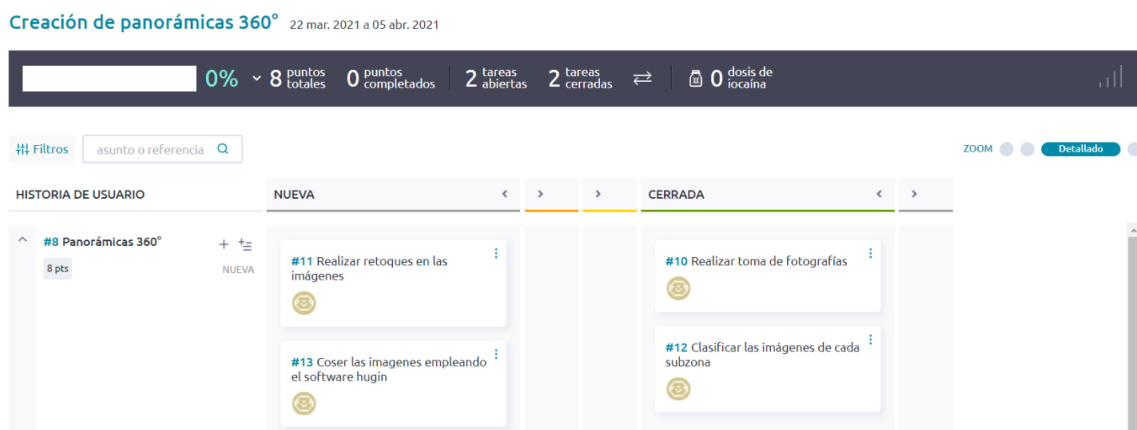 Creación de panorámicas 360° 22 mar. 2021 a 05 abr. 2021
0% 8 puntos totales 0 puntos completados 2 tareas abiertas 2 tareas cerradas 0 dosis de iocaína
Filtros asunto o referencia ZOOM Detallado
HISTORIA DE USUARIO NUEVA CERRADA
#8 Panorámicas 360°
8 pts NUEVA
#11 Realizar retoques en las
imágenes
#13 Coser las imagenes empleando
el software hugin
#10 Realizar toma de fotografías
#12 Clasificar las imágenes de cada
subzona